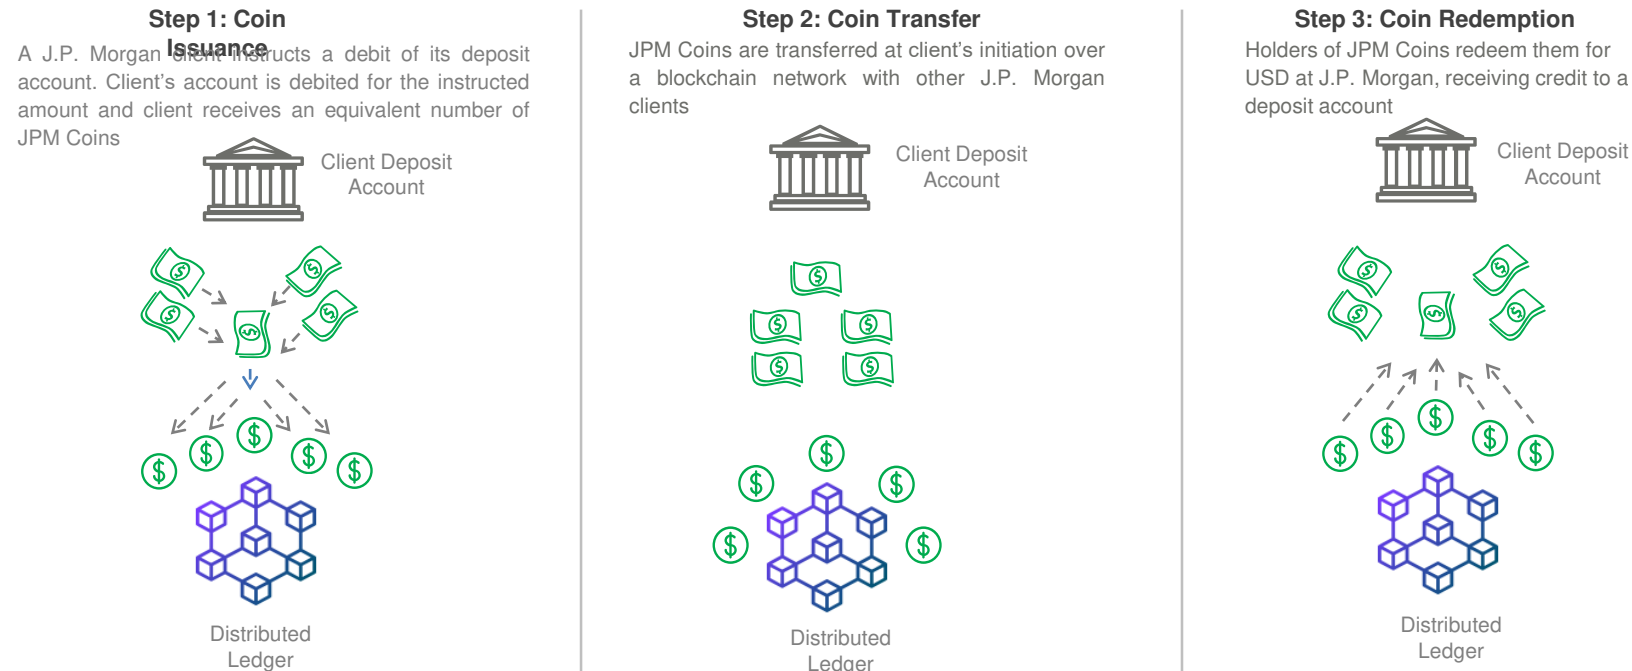 Step 1: Coin
Issuance
A J.P. Morgan client instructs a debit of its deposit
account. Client's account is debited for the instructed
amount and client receives an equivalent number of
JPM Coins
Client Deposit
Account
$
$
$
$
$
$
$
$
$
$
Distributed
Ledger
Step 2: Coin Transfer
JPM Coins are transferred at client's initiation over
a blockchain network with other J.P. Morgan
clients
Client Deposit
Account
$
$
$
$
$
$
$
$
$
$
Distributed
Ledger
Step 3: Coin Redemption
Holders of JPM Coins redeem them for
USD at J.P. Morgan, receiving credit to a
deposit account
Client Deposit
Account
$
$
$
$
$
$
$
$
$
$
Distributed
Ledger